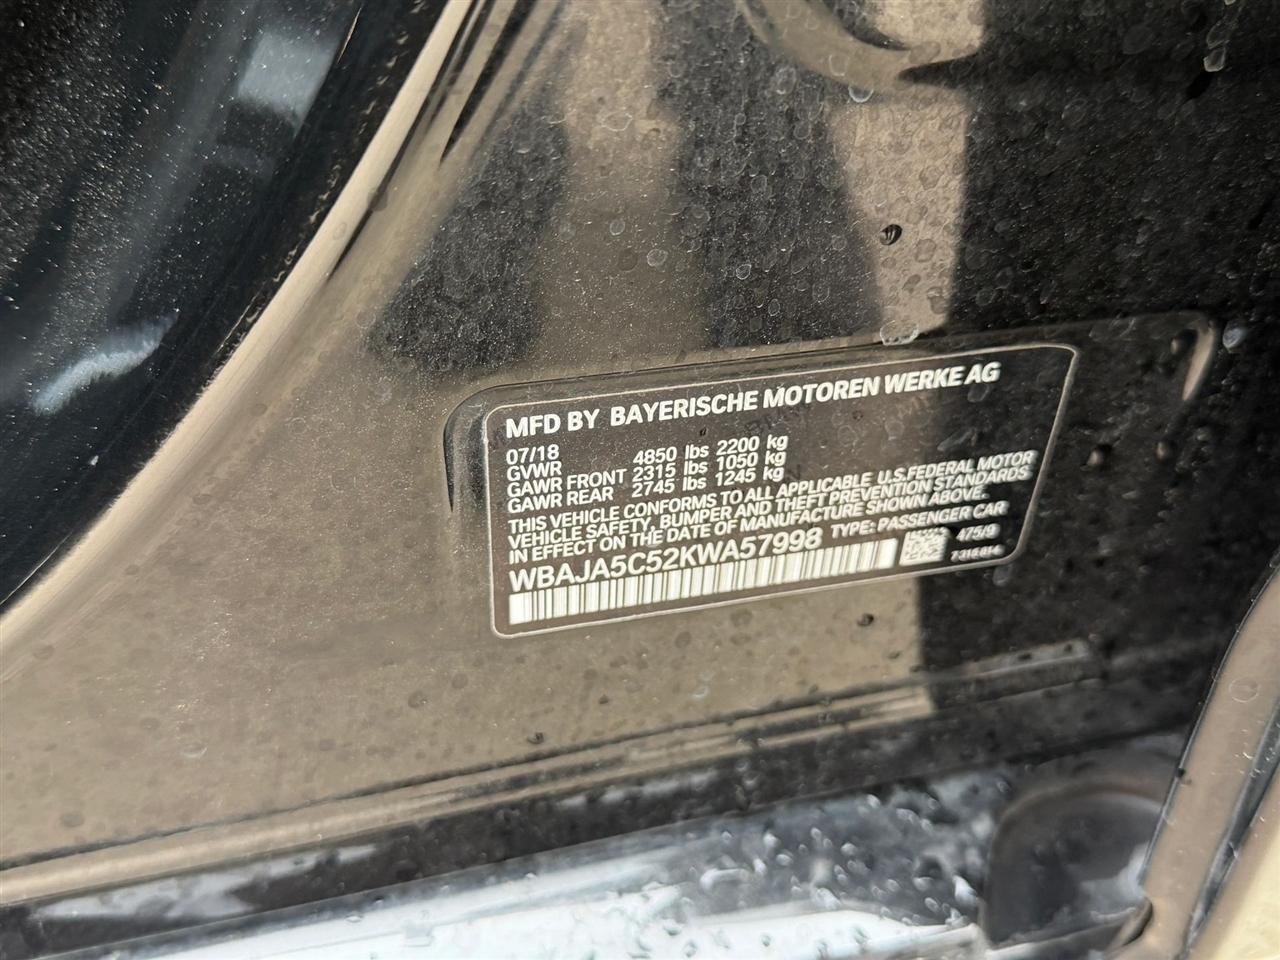 MFD BY BAYERISCHE MOTOREN WERKE AG
07/18
GVWR 4850 lbs 2200 kg
GAWR FRONT 2315 lbs 1050 kg
GAWR REAR 2745 lbs 1245 kg
THIS VEHICLE CONFORMS TO ALL APPLICABLE U.S.FEDERAL MOTOR
VEHICLE SAFETY, BUMPER AND THEFT PREVENTION STANDARDS
IN EFFECT ON THE DATE OF MANUFACTURE SHOWN ABOVE.
WBAJA5C52KWA57998 TYPE: PASSENGER CAR
475/9